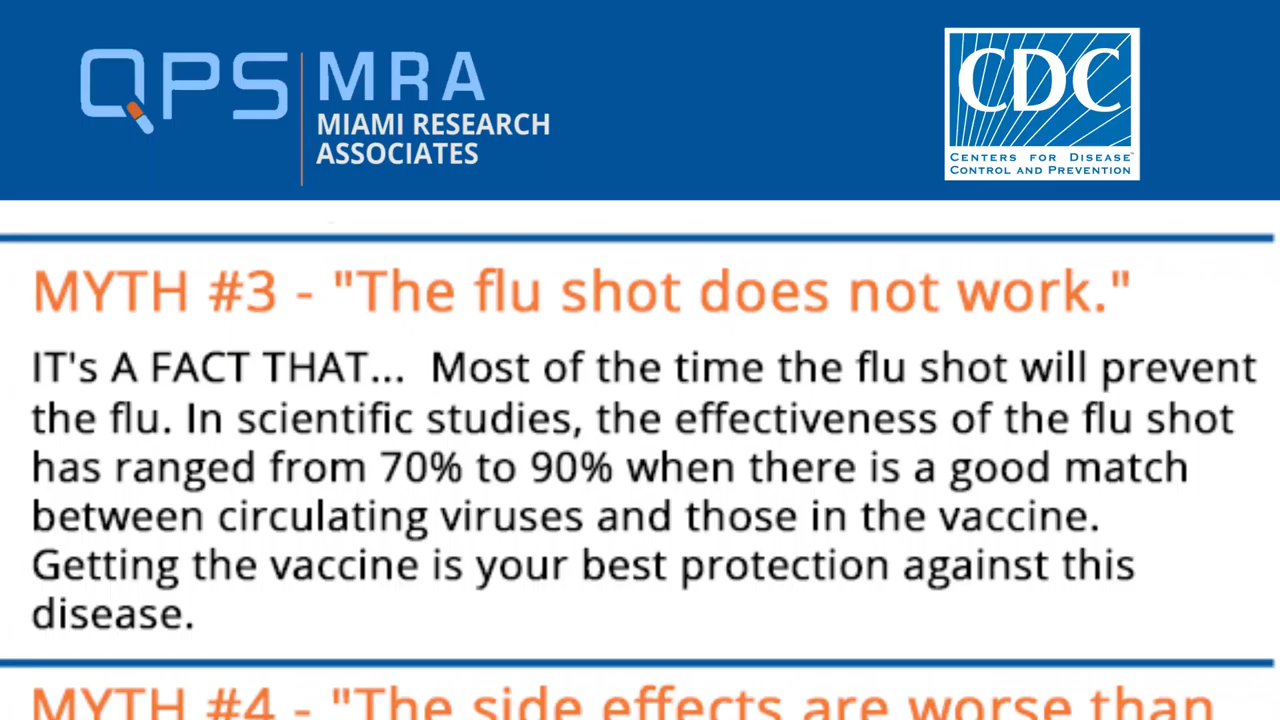 QPS
MRA
MIAMI RESEARCH
ASSOCIATES
CDC
CENTERS FOR DISEASE™
CONTROL AND PREVENTION
MYTH #3 - "The flu shot does not work."
IT's A FACT THAT... Most of the time the flu shot will prevent
the flu. In scientific studies, the effectiveness of the flu shot
has ranged from 70% to 90% when there is a good match
between circulating viruses and those in the vaccine.
Getting the vaccine is your best protection against this
disease.
MYTH #4 - "The side effects are worse than